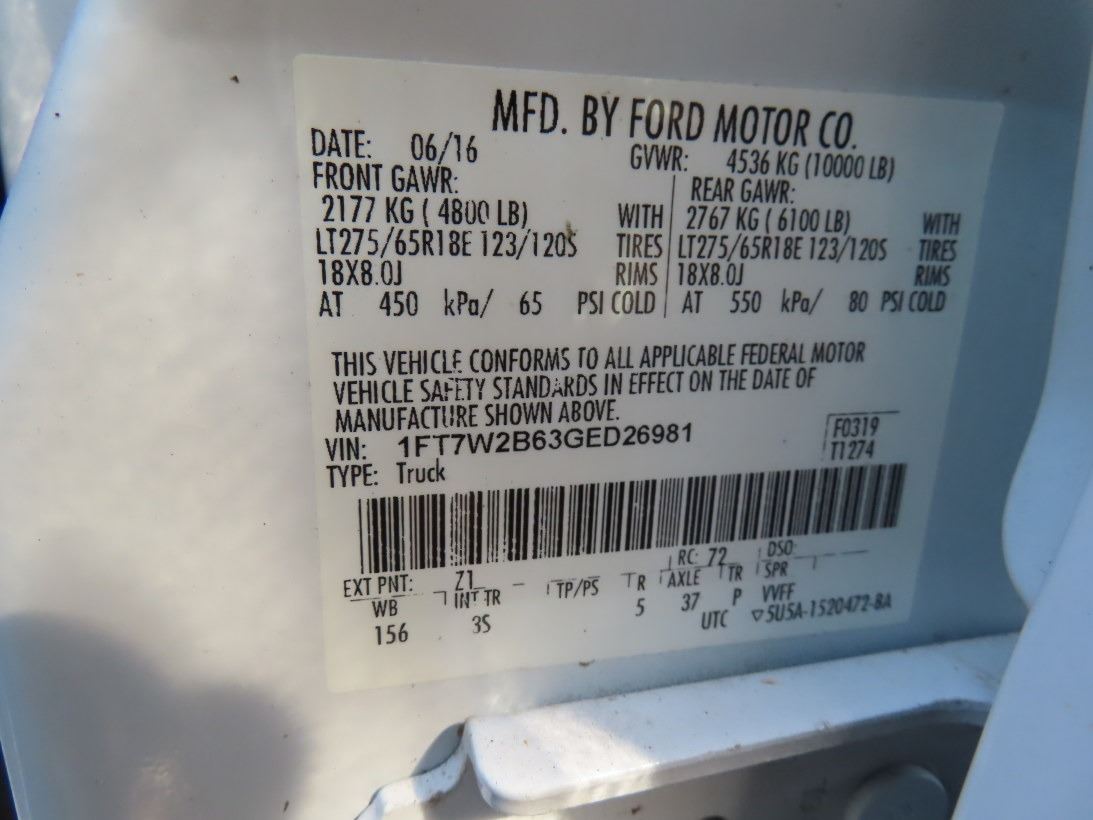 MFD. BY FORD MOTOR CO.
DATE: 06/16 GVWR: 4536 KG (10000 LB)
FRONT GAWR: REAR GAWR:
2177 KG ( 4800 LB) WITH 2767 KG ( 6100 LB) WITH
LT275/65R18E 123/120S TIRES LT275/65R18E 123/120S TIRES
18X8.0J RIMS 18X8.0J RIMS
AT 450 kPa/ 65 PSI COLD AT 550 kPa/ 80 PSI COLD
THIS VEHICLE CONFORMS TO ALL APPLICABLE FEDERAL MOTOR
VEHICLE SAFETY STANDARDS IN EFFECT ON THE DATE OF
MANUFACTURE SHOWN ABOVE.
VIN: 1FT7W2B63GED26981 F0319
TYPE: Truck T1274
EXT PNT: Z1 RC: 72 DSO:
WB INT TR TP/PS R AXLE TR SPR
156 3S 5 37 P VVFF
UTC ▽5U5A-1520472-BA